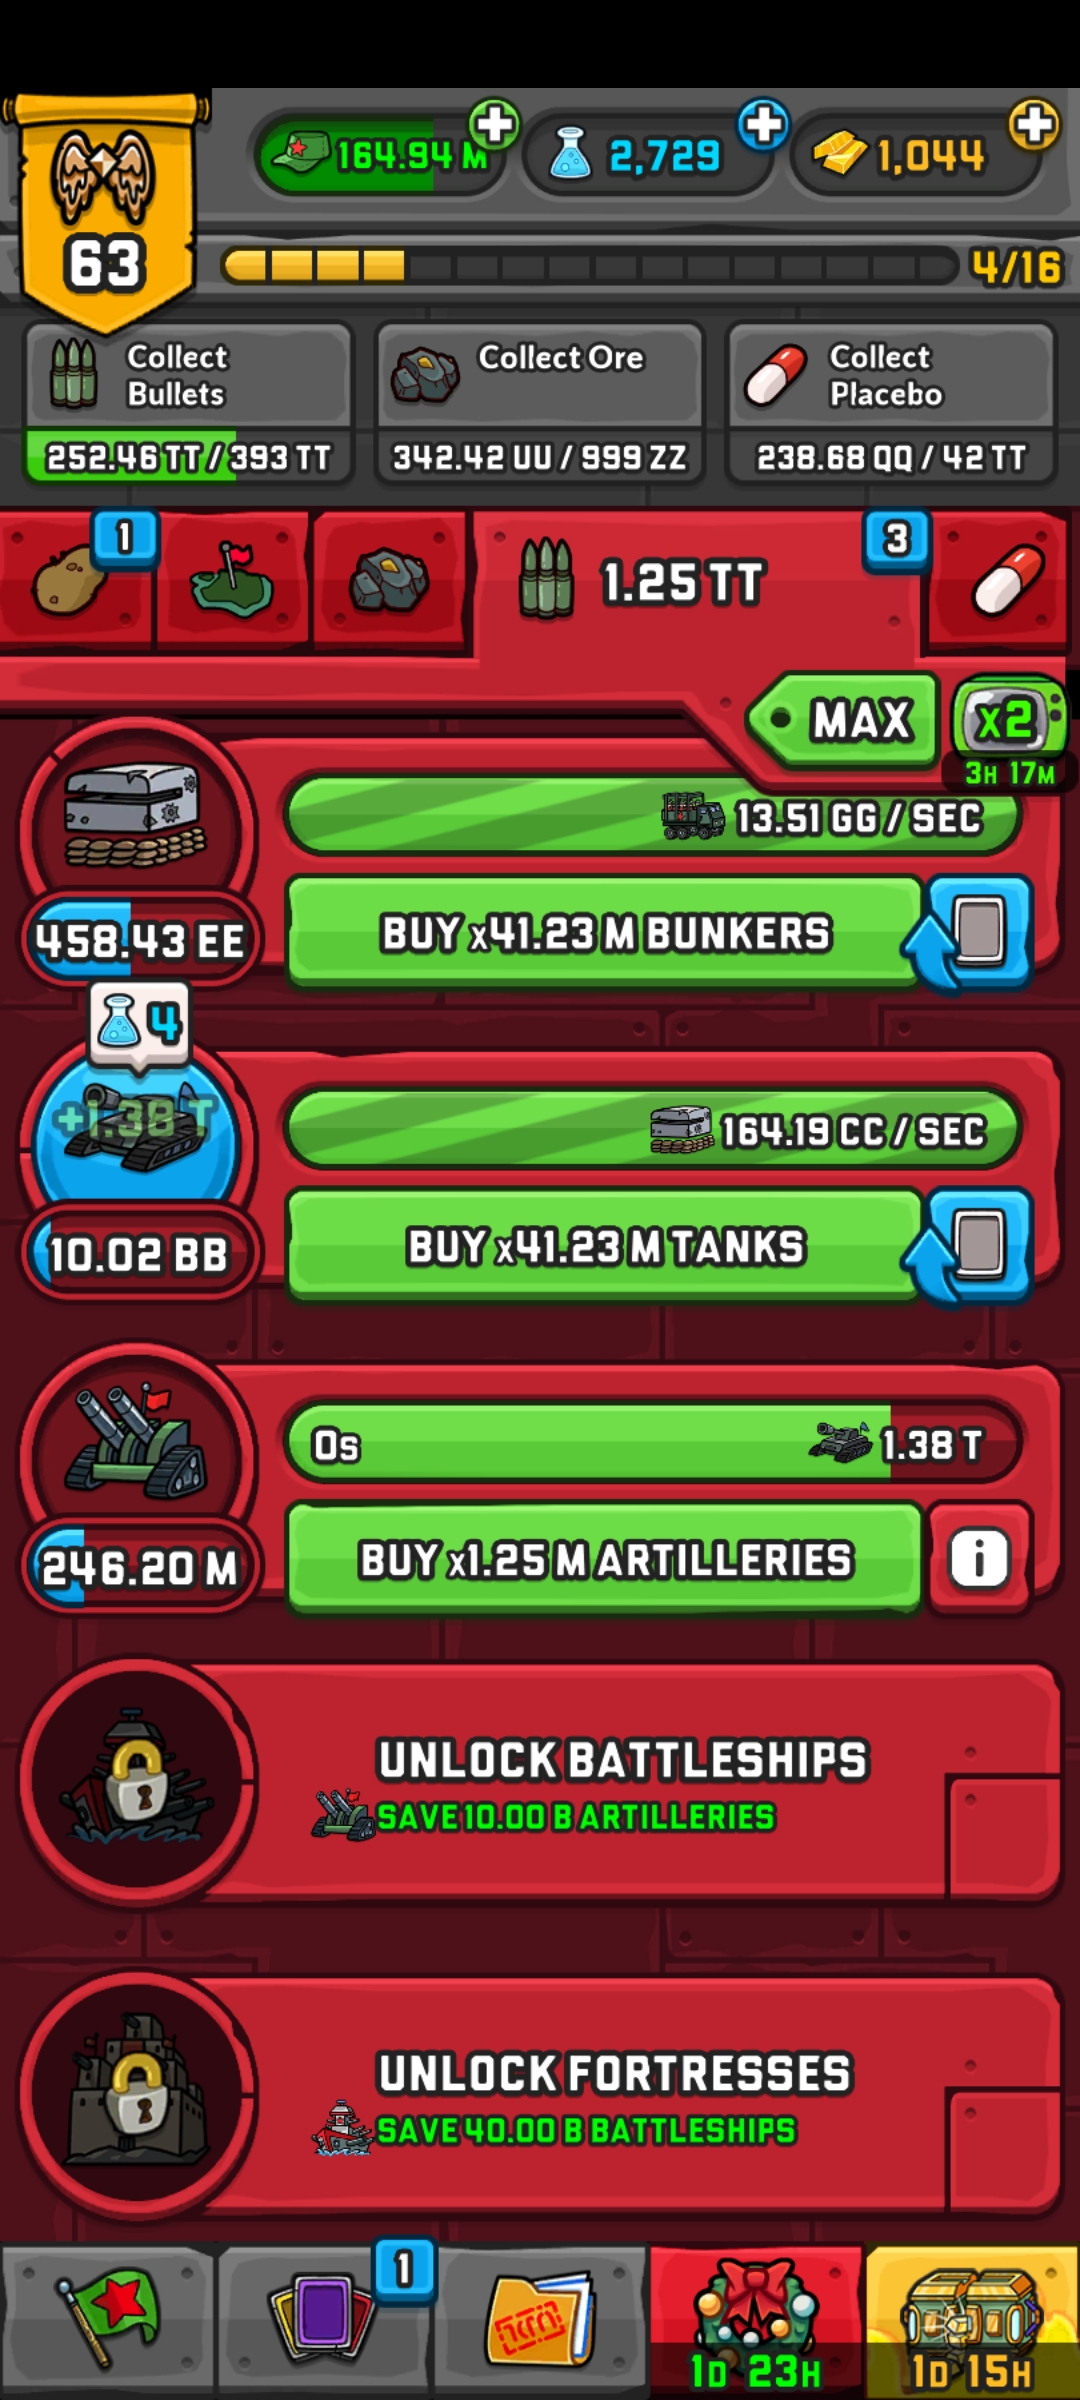 164.94 M
2,729
1,044
63
4/16
Collect
Bullets
Collect Ore
Collect
Placebo
252.46 TT / 393 TT
342.42 UU / 999 ZZ
238.68 QQ / 42 TT
1
1.25 TT
3
MAX
x2
3H 17M
13.51 GG / SEC
458.43 EE
BUY x41.23 M BUNKERS
4
+1.38 T
164.19 CC / SEC
10.02 BB
BUY x41.23 M TANKS
0s
1.38 T
246.20 M
BUY x1.25 M ARTILLERIES
i
UNLOCK BATTLESHIPS
SAVE 10.00 B ARTILLERIES
UNLOCK FORTRESSES
SAVE 40.00 B BATTLESHIPS
1
1D 23H
1D 15H